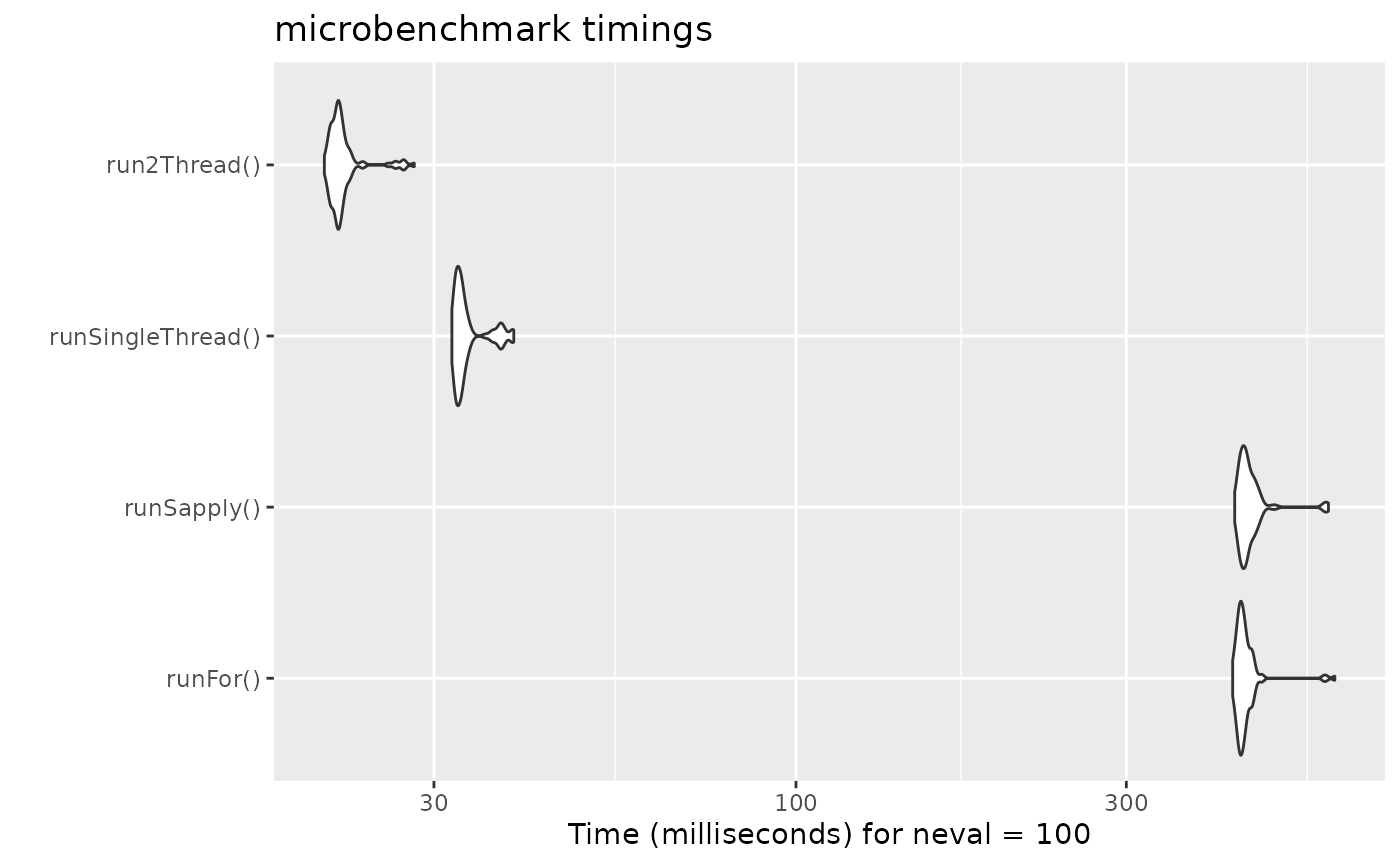 microbenchmark timings
run2Thread()
runSingleThread()
runSapply()
runFor()
30 100 300
Time (milliseconds) for neval = 100